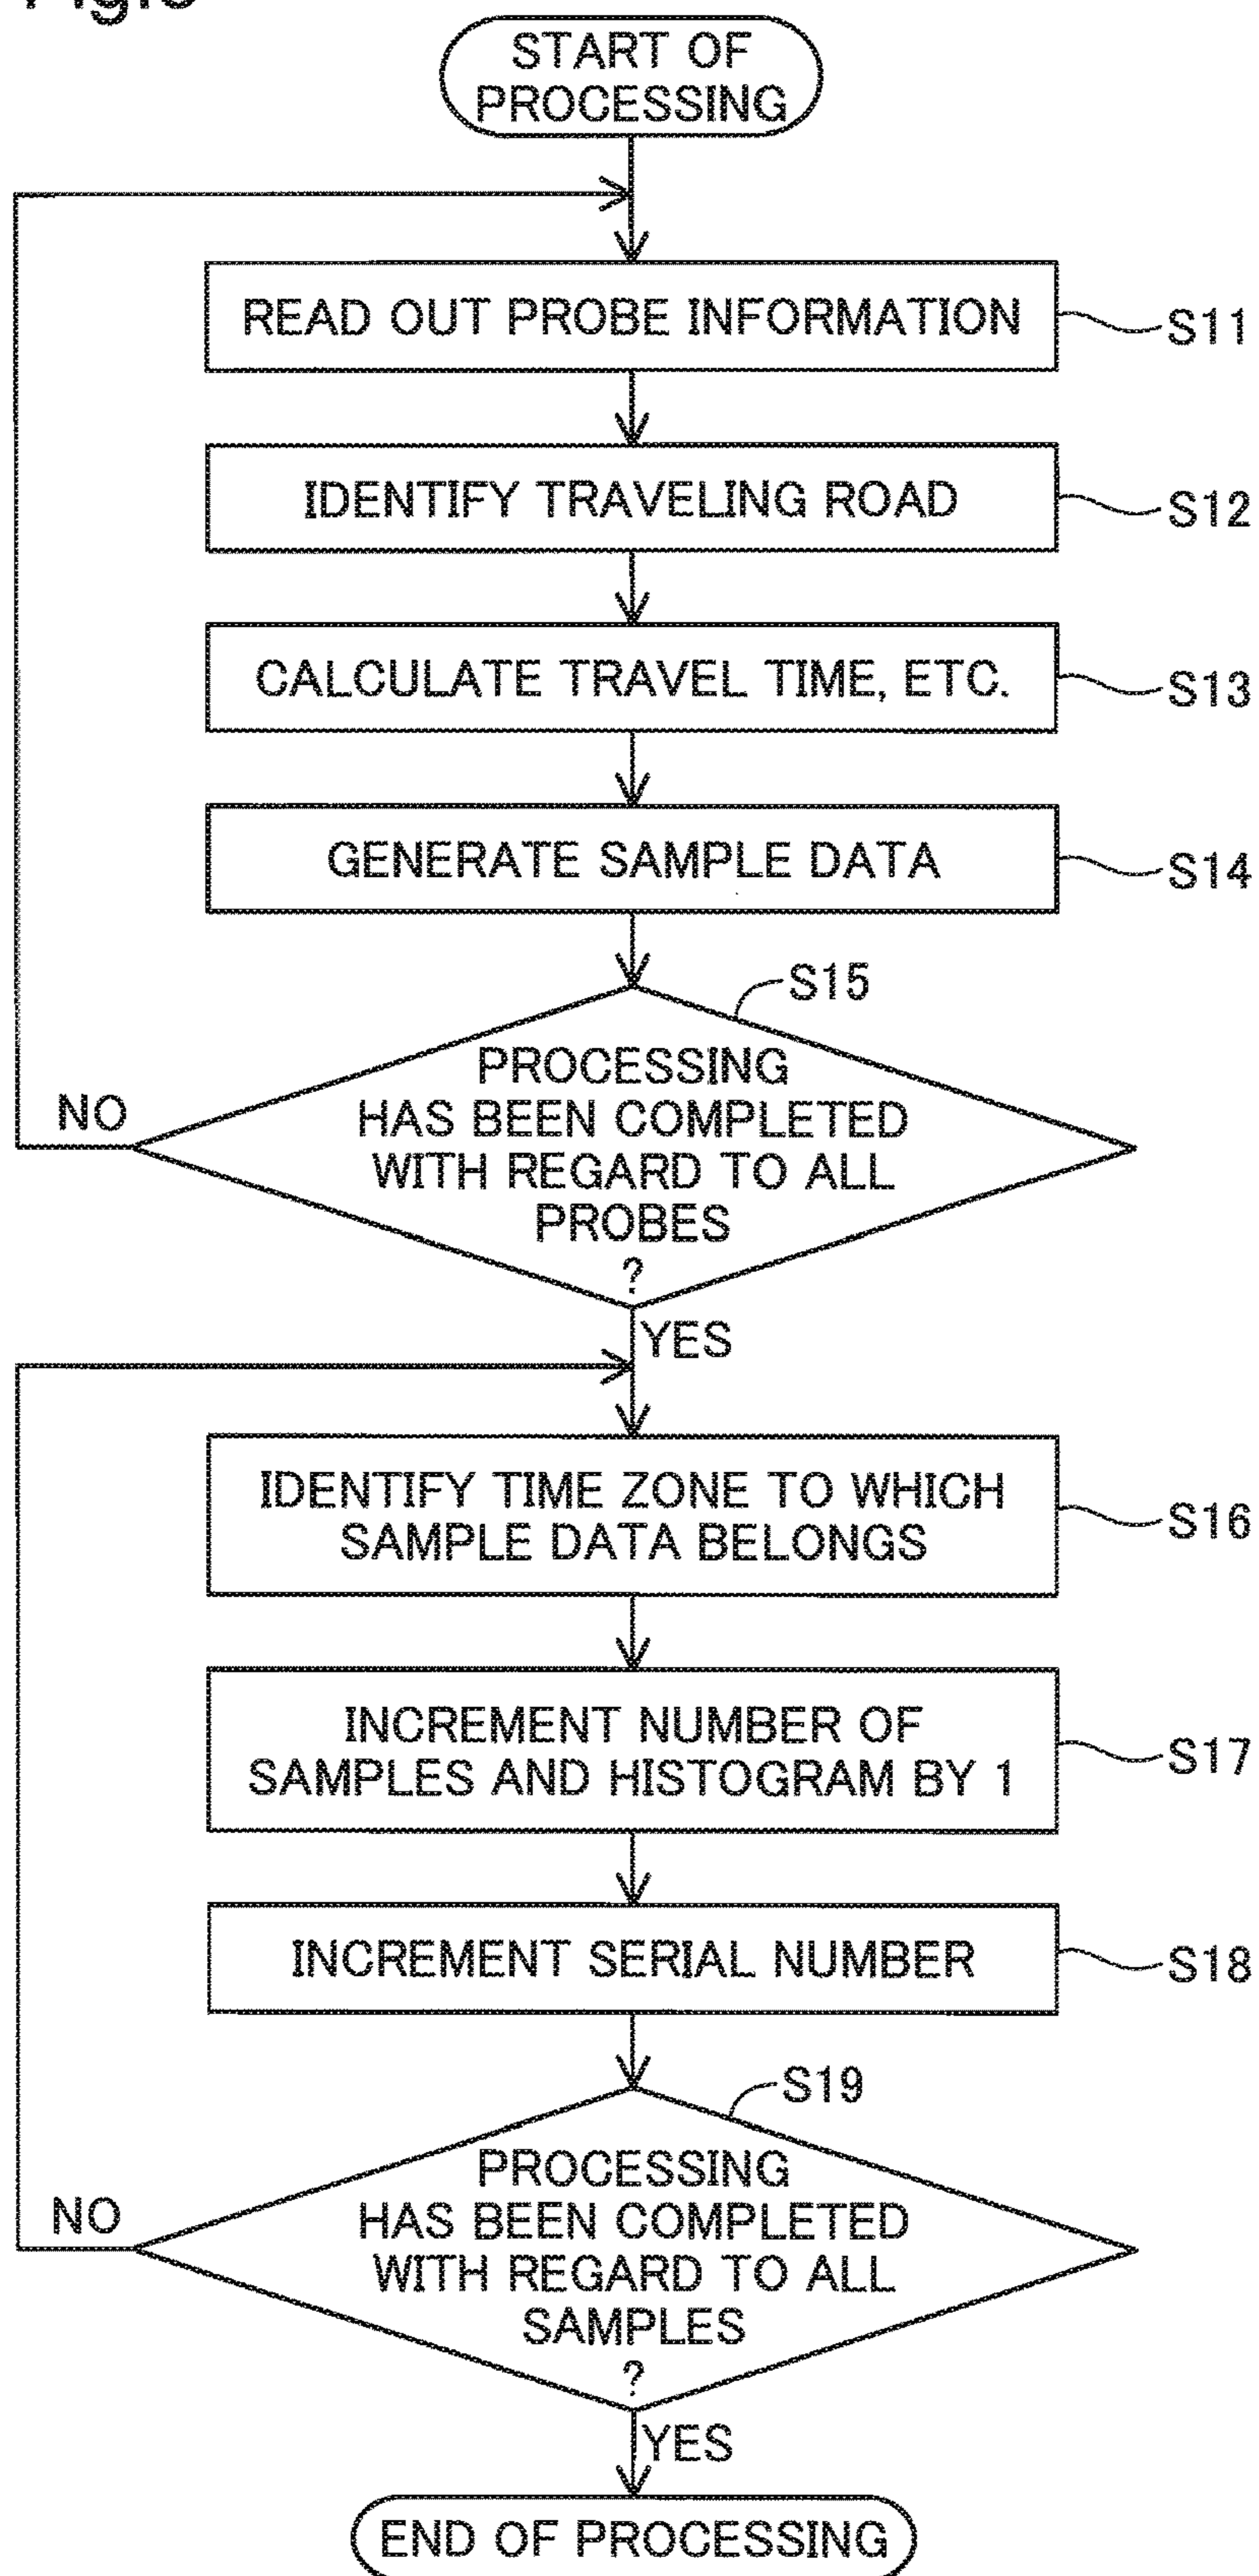 START OF
PROCESSING
READ OUT PROBE INFORMATION
S11
IDENTIFY TRAVELING ROAD
S12
CALCULATE TRAVEL TIME, ETC.
S13
GENERATE SAMPLE DATA
S14
S15
PROCESSING
HAS BEEN COMPLETED
WITH REGARD TO ALL
PROBES
?
NO
YES
IDENTIFY TIME ZONE TO WHICH
SAMPLE DATA BELONGS
S16
INCREMENT NUMBER OF
SAMPLES AND HISTOGRAM BY 1
S17
INCREMENT SERIAL NUMBER
S18
S19
PROCESSING
HAS BEEN COMPLETED
WITH REGARD TO ALL
SAMPLES
?
NO
YES
END OF PROCESSING